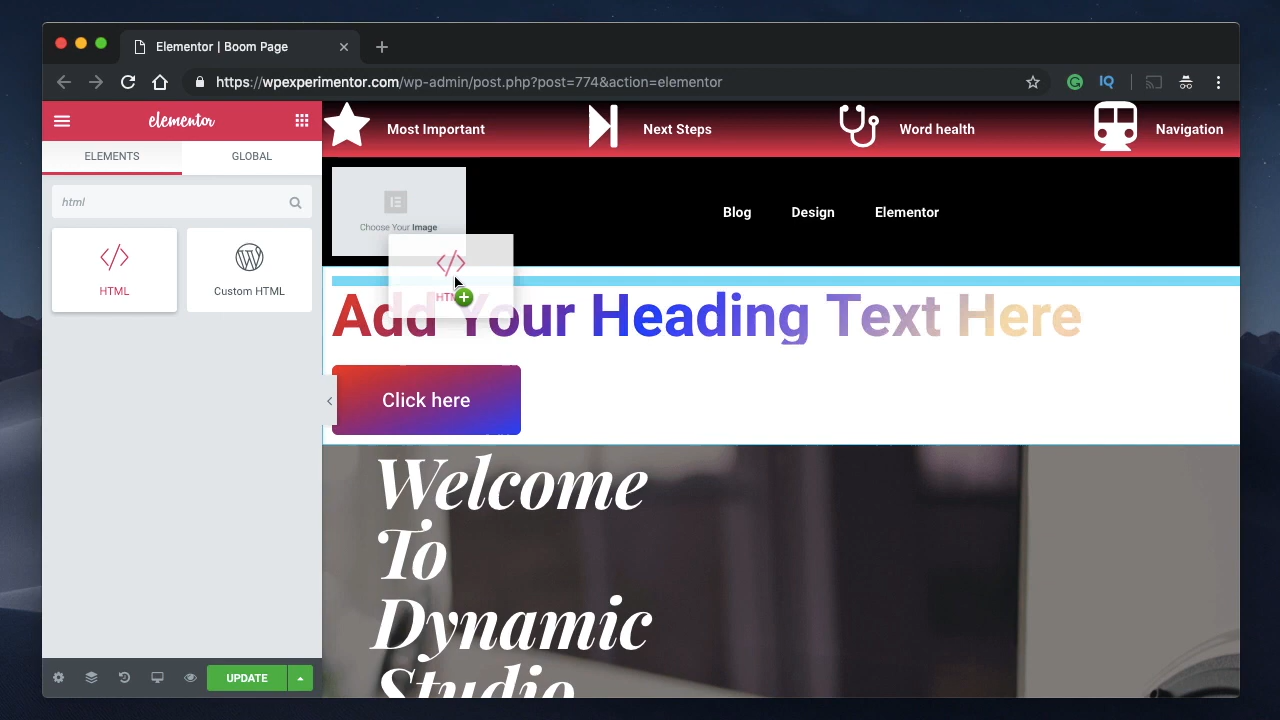 Elementor | Boom Page
https://wpexperimentor.com/wp-admin/post.php?post=774&action=elementor
IQ
elementor
ELEMENTS
GLOBAL
html
HTML
Custom HTML
UPDATE
Most Important
Next Steps
Word health
Navigation
Choose Your Image
Blog
Design
Elementor
HTML
Add Your Heading Text Here
Click here
Welcome
To
Dynamic
Studio